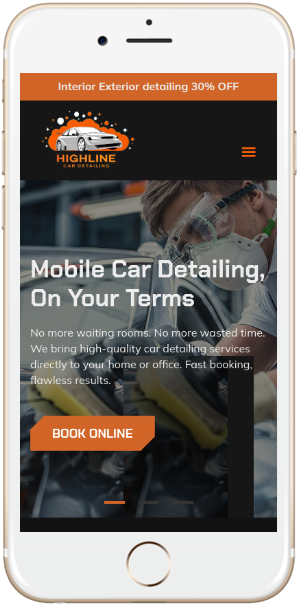 Interior Exterior detailing 30% OFF
HIGHLINE
CAR DETAILING
Mobile Car Detailing,
On Your Terms
No more waiting rooms. No more wasted time.
We bring high-quality car detailing services
directly to your home or office. Fast booking,
flawless results.
BOOK ONLINE